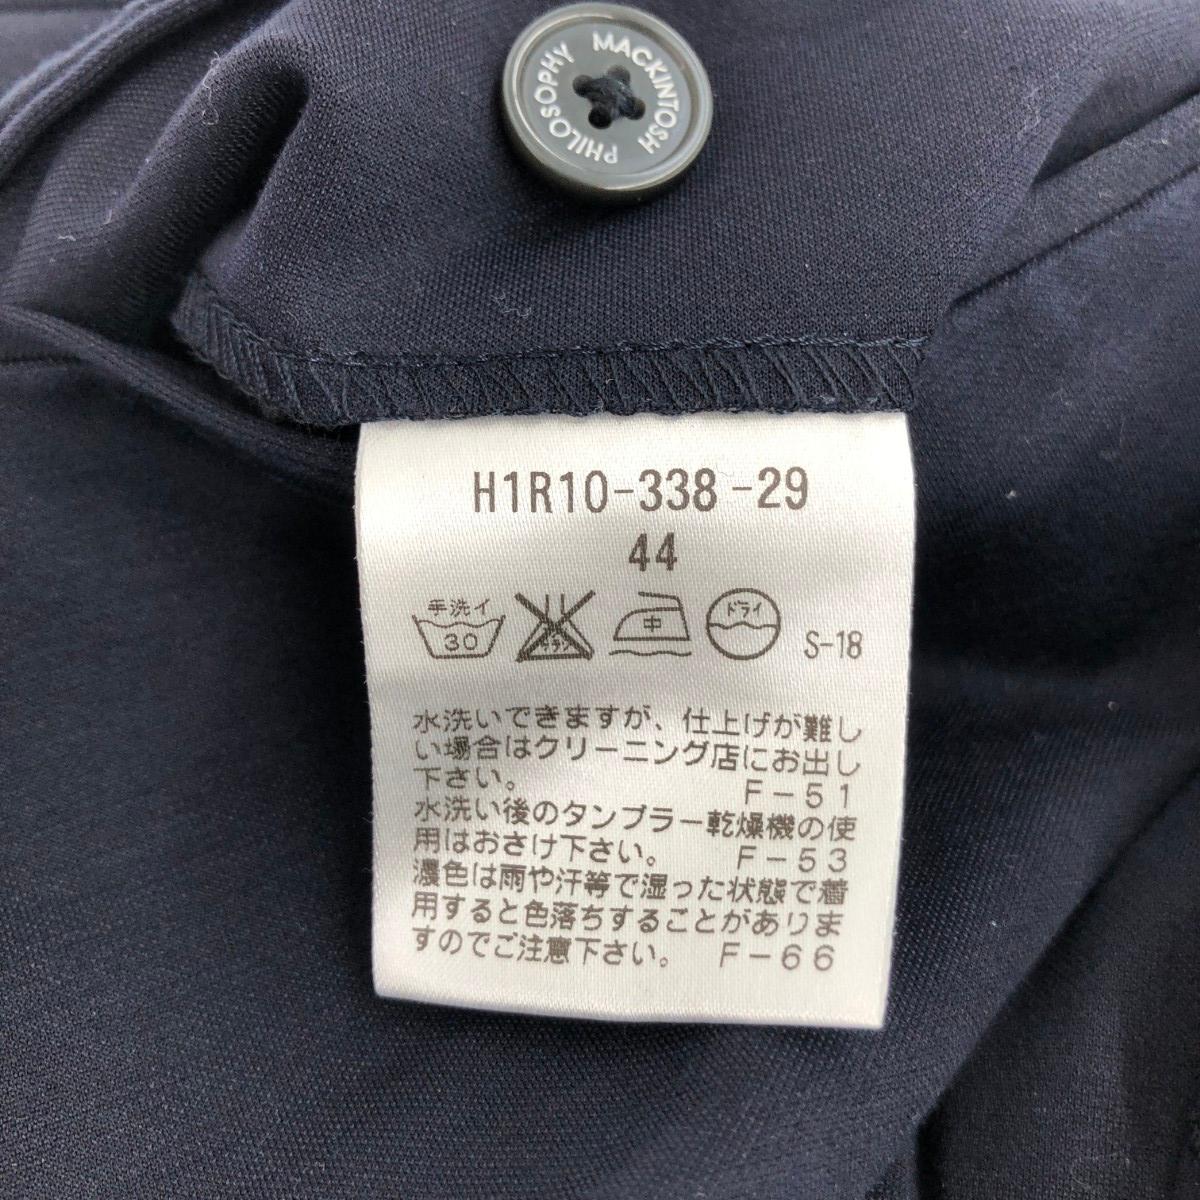 MACKINTOSH PHILOSOPHY
H1R10-338-29
44
手洗イ
30
中
ドライ
S-18
水洗いできますが、仕上げが難し
い場合はクリーニング店にお出し
下さい。 F-51
水洗い後のタンブラー乾燥機の使
用はおさけ下さい。 F-53
濃色は雨や汗等で湿った状態で着
用すると色落ちすることがありま
すのでご注意下さい。 F-66